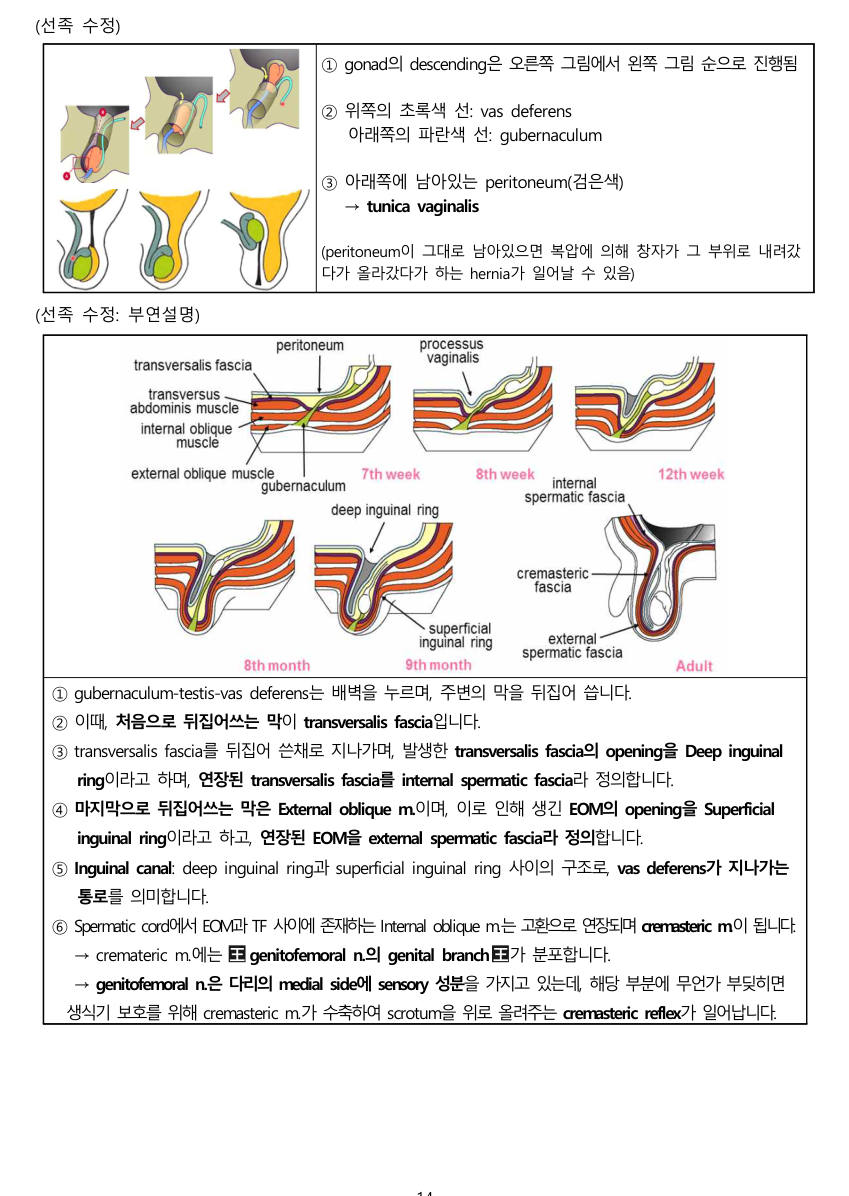 (선족 수정)
① gonad의 descending은 오른쪽 그림에서 왼쪽 그림 순으로 진행됨
② 위쪽의 초록색 선: vas deferens
아래쪽의 파란색 선: gubernaculum
③ 아래쪽에 남아있는 peritoneum(검은색)
→ tunica vaginalis
(peritoneum이 그대로 남아있으면 복압에 의해 창자가 그 부위로 내려갔
다가 올라갔다가 하는 hernia가 일어날 수 있음)
(선족 수정: 부연설명)
peritoneum
processus
vaginalis
transversalis fascia
transversus
abdominis muscle
internal oblique
muscle
external oblique muscle
gubernaculum
7th week
8th week
12th week
internal
spermatic fascia
deep inguinal ring
cremasteric
fascia
superficial
inguinal ring
external
spermatic fascia
8th month
9th month
Adult
① gubernaculum-testis-vas deferens는 배벽을 누르며, 주변의 막을 뒤집어 씁니다.
② 이때, 처음으로 뒤집어쓰는 막이 transversalis fascia입니다.
③ transversalis fascia를 뒤집어 쓴채로 지나가며, 발생한 transversalis fascia의 opening을 Deep inguinal
ring이라고 하며, 연장된 transversalis fascia를 internal spermatic fascia라 정의합니다.
④ 마지막으로 뒤집어쓰는 막은 External oblique m.이며, 이로 인해 생긴 EOM의 opening을 Superficial
inguinal ring이라고 하고, 연장된 EOM을 external spermatic fascia라 정의합니다.
⑤ Inguinal canal: deep inguinal ring과 superficial inguinal ring 사이의 구조로, vas deferens가 지나가는
통로를 의미합니다.
⑥ Spermatic cord에서 EOM과 TF 사이에 존재하는 Internal oblique m.는 고환으로 연장되며 cremasteric m.이 됩니다.
→ cremateric m.에는 王genitofemoral n.의 genital branch王가 분포합니다.
→ genitofemoral n.은 다리의 medial side에 sensory 성분을 가지고 있는데, 해당 부분에 무언가 부딪히면
생식기 보호를 위해 cremasteric m.가 수축하여 scrotum을 위로 올려주는 cremasteric reflex가 일어납니다.